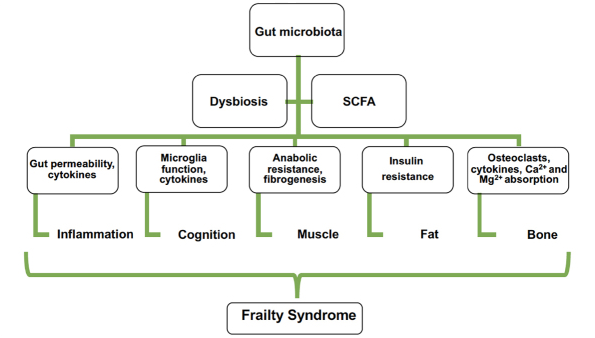 Gut microbiota
Dysbiosis
SCFA
Gut permeability,
cytokines
Microglia
function,
cytokines
Anabolic
resistance,
fibrogenesis
Insulin
resistance
Osteoclasts,
cytokines, Ca²⁺ and
Mg²⁺ absorption
Inflammation
Cognition
Muscle
Fat
Bone
Frailty Syndrome